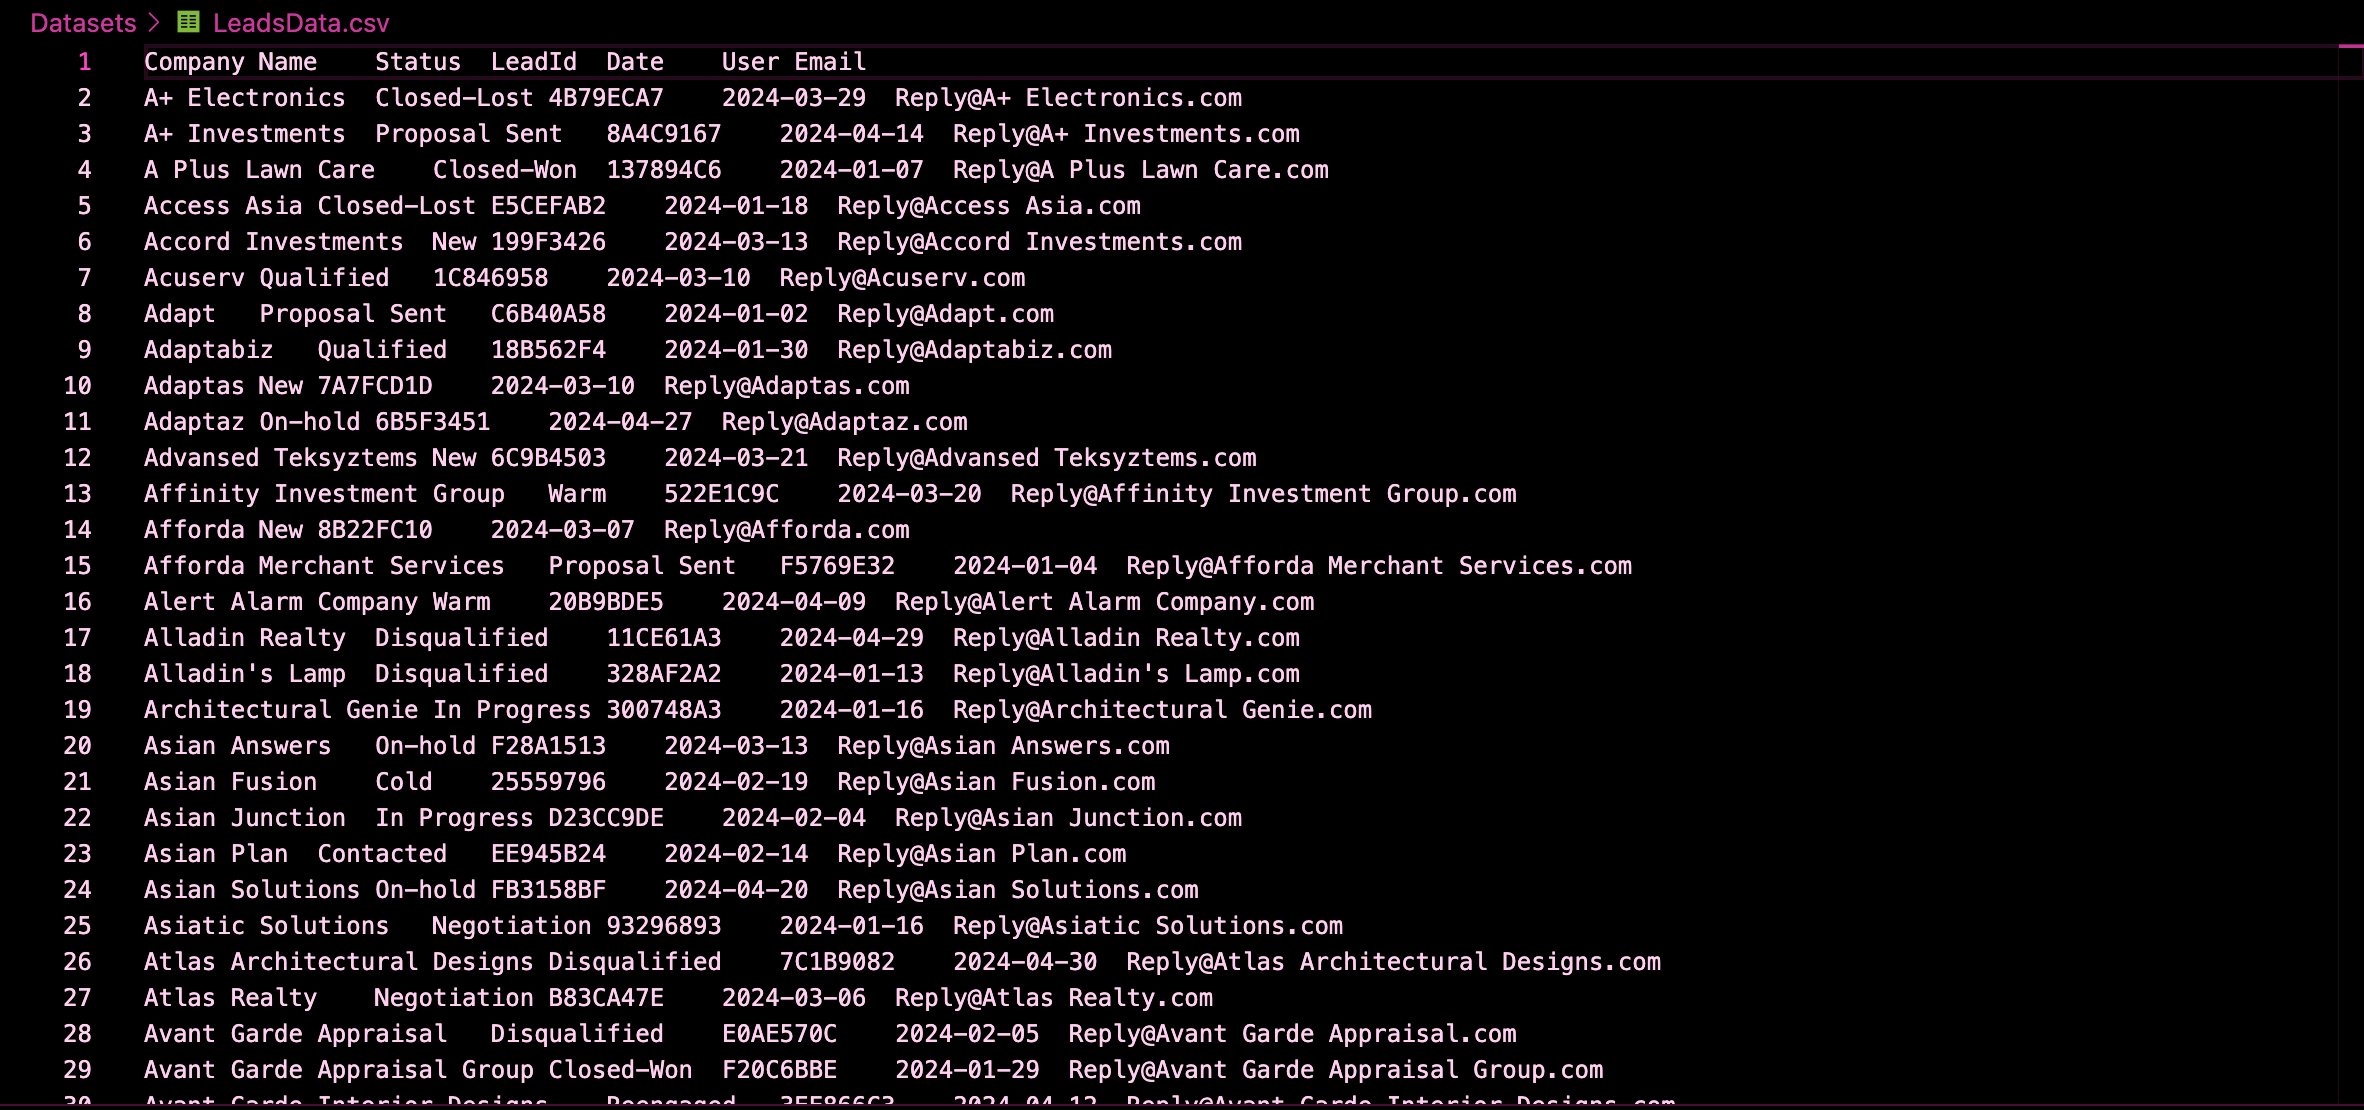 Datasets > LeadsData.csv
1 Company Name Status LeadId Date User Email
2 A+ Electronics Closed-Lost 4B79ECA7 2024-03-29 Reply@A+ Electronics.com
3 A+ Investments Proposal Sent 8A4C9167 2024-04-14 Reply@A+ Investments.com
4 A Plus Lawn Care Closed-Won 137894C6 2024-01-07 Reply@A Plus Lawn Care.com
5 Access Asia Closed-Lost E5CEFAB2 2024-01-18 Reply@Access Asia.com
6 Accord Investments New 199F3426 2024-03-13 Reply@Accord Investments.com
7 Acuserv Qualified 1C846958 2024-03-10 Reply@Acuserv.com
8 Adapt Proposal Sent C6B40A58 2024-01-02 Reply@Adapt.com
9 Adaptabiz Qualified 18B562F4 2024-01-30 Reply@Adaptabiz.com
10 Adaptas New 7A7FCD1D 2024-03-10 Reply@Adaptas.com
11 Adaptaz On-hold 6B5F3451 2024-04-27 Reply@Adaptaz.com
12 Advansed Teksyztems New 6C9B4503 2024-03-21 Reply@Advansed Teksyztems.com
13 Affinity Investment Group Warm 522E1C9C 2024-03-20 Reply@Affinity Investment Group.com
14 Afforda New 8B22FC10 2024-03-07 Reply@Afforda.com
15 Afforda Merchant Services Proposal Sent F5769E32 2024-01-04 Reply@Afforda Merchant Services.com
16 Alert Alarm Company Warm 20B9BDE5 2024-04-09 Reply@Alert Alarm Company.com
17 Alladin Realty Disqualified 11CE61A3 2024-04-29 Reply@Alladin Realty.com
18 Alladin's Lamp Disqualified 328AF2A2 2024-01-13 Reply@Alladin's Lamp.com
19 Architectural Genie In Progress 300748A3 2024-01-16 Reply@Architectural Genie.com
20 Asian Answers On-hold F28A1513 2024-03-13 Reply@Asian Answers.com
21 Asian Fusion Cold 25559796 2024-02-19 Reply@Asian Fusion.com
22 Asian Junction In Progress D23CC9DE 2024-02-04 Reply@Asian Junction.com
23 Asian Plan Contacted EE945B24 2024-02-14 Reply@Asian Plan.com
24 Asian Solutions On-hold FB3158BF 2024-04-20 Reply@Asian Solutions.com
25 Asiatic Solutions Negotiation 93296893 2024-01-16 Reply@Asiatic Solutions.com
26 Atlas Architectural Designs Disqualified 7C1B9082 2024-04-30 Reply@Atlas Architectural Designs.com
27 Atlas Realty Negotiation B83CA47E 2024-03-06 Reply@Atlas Realty.com
28 Avant Garde Appraisal Disqualified E0AE570C 2024-02-05 Reply@Avant Garde Appraisal.com
29 Avant Garde Appraisal Group Closed-Won F20C6BBE 2024-01-29 Reply@Avant Garde Appraisal Group.com
30 Avant Garde Interior Designs Reengaged Reply@Avant Garde Interior Designs.com